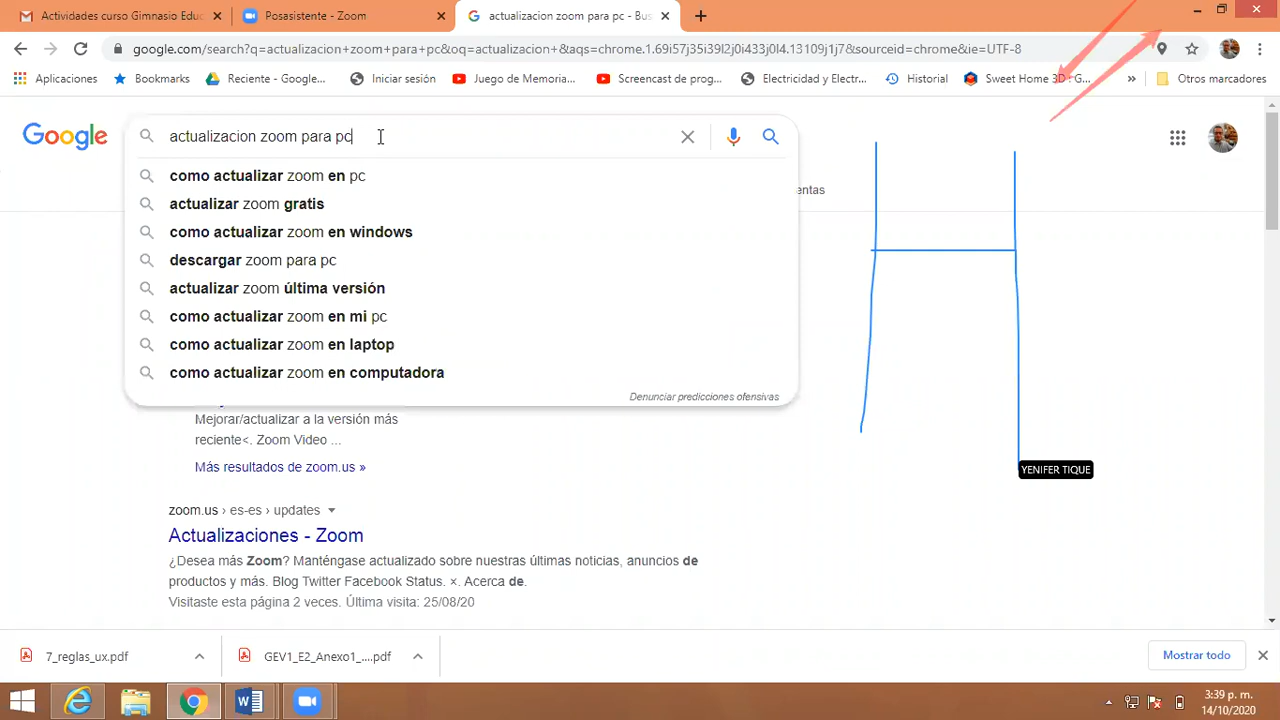 Actividades curso Gimnasio Educ
Posasistente - Zoom
actualizacion zoom para pc - Bus
google.com/search?q=actualizacion+zoom+para+pc&oq=actualizacion+&aqs=chrome.1.69i57j35i39l2j0i433j0l4.13109j1j7&sourceid=chrome&ie=UTF-8
Aplicaciones
Bookmarks
Reciente - Google...
Iniciar sesión
Juego de Memoria...
Screencast de prog...
Electricidad y Electr...
Historial
Sweet Home 3D : G...
»
Otros marcadores
Google
actualizacion zoom para pc
como actualizar zoom en pc
actualizar zoom gratis
como actualizar zoom en windows
descargar zoom para pc
actualizar zoom última versión
como actualizar zoom en mi pc
como actualizar zoom en laptop
como actualizar zoom en computadora
Denunciar predicciones ofensivas
entas
Mejorar/actualizar a la versión más
reciente<. Zoom Video ...
Más resultados de zoom.us »
YENIFER TIQUE
zoom.us › es-es › updates
Actualizaciones - Zoom
¿Desea más Zoom? Manténgase actualizado sobre nuestras últimas noticias, anuncios de
productos y más. Blog Twitter Facebook Status. ×. Acerca de.
Visitaste esta página 2 veces. Última visita: 25/08/20
7_reglas_ux.pdf
GEV1_E2_Anexo1_....pdf
Mostrar todo
3:39 p. m.
14/10/2020